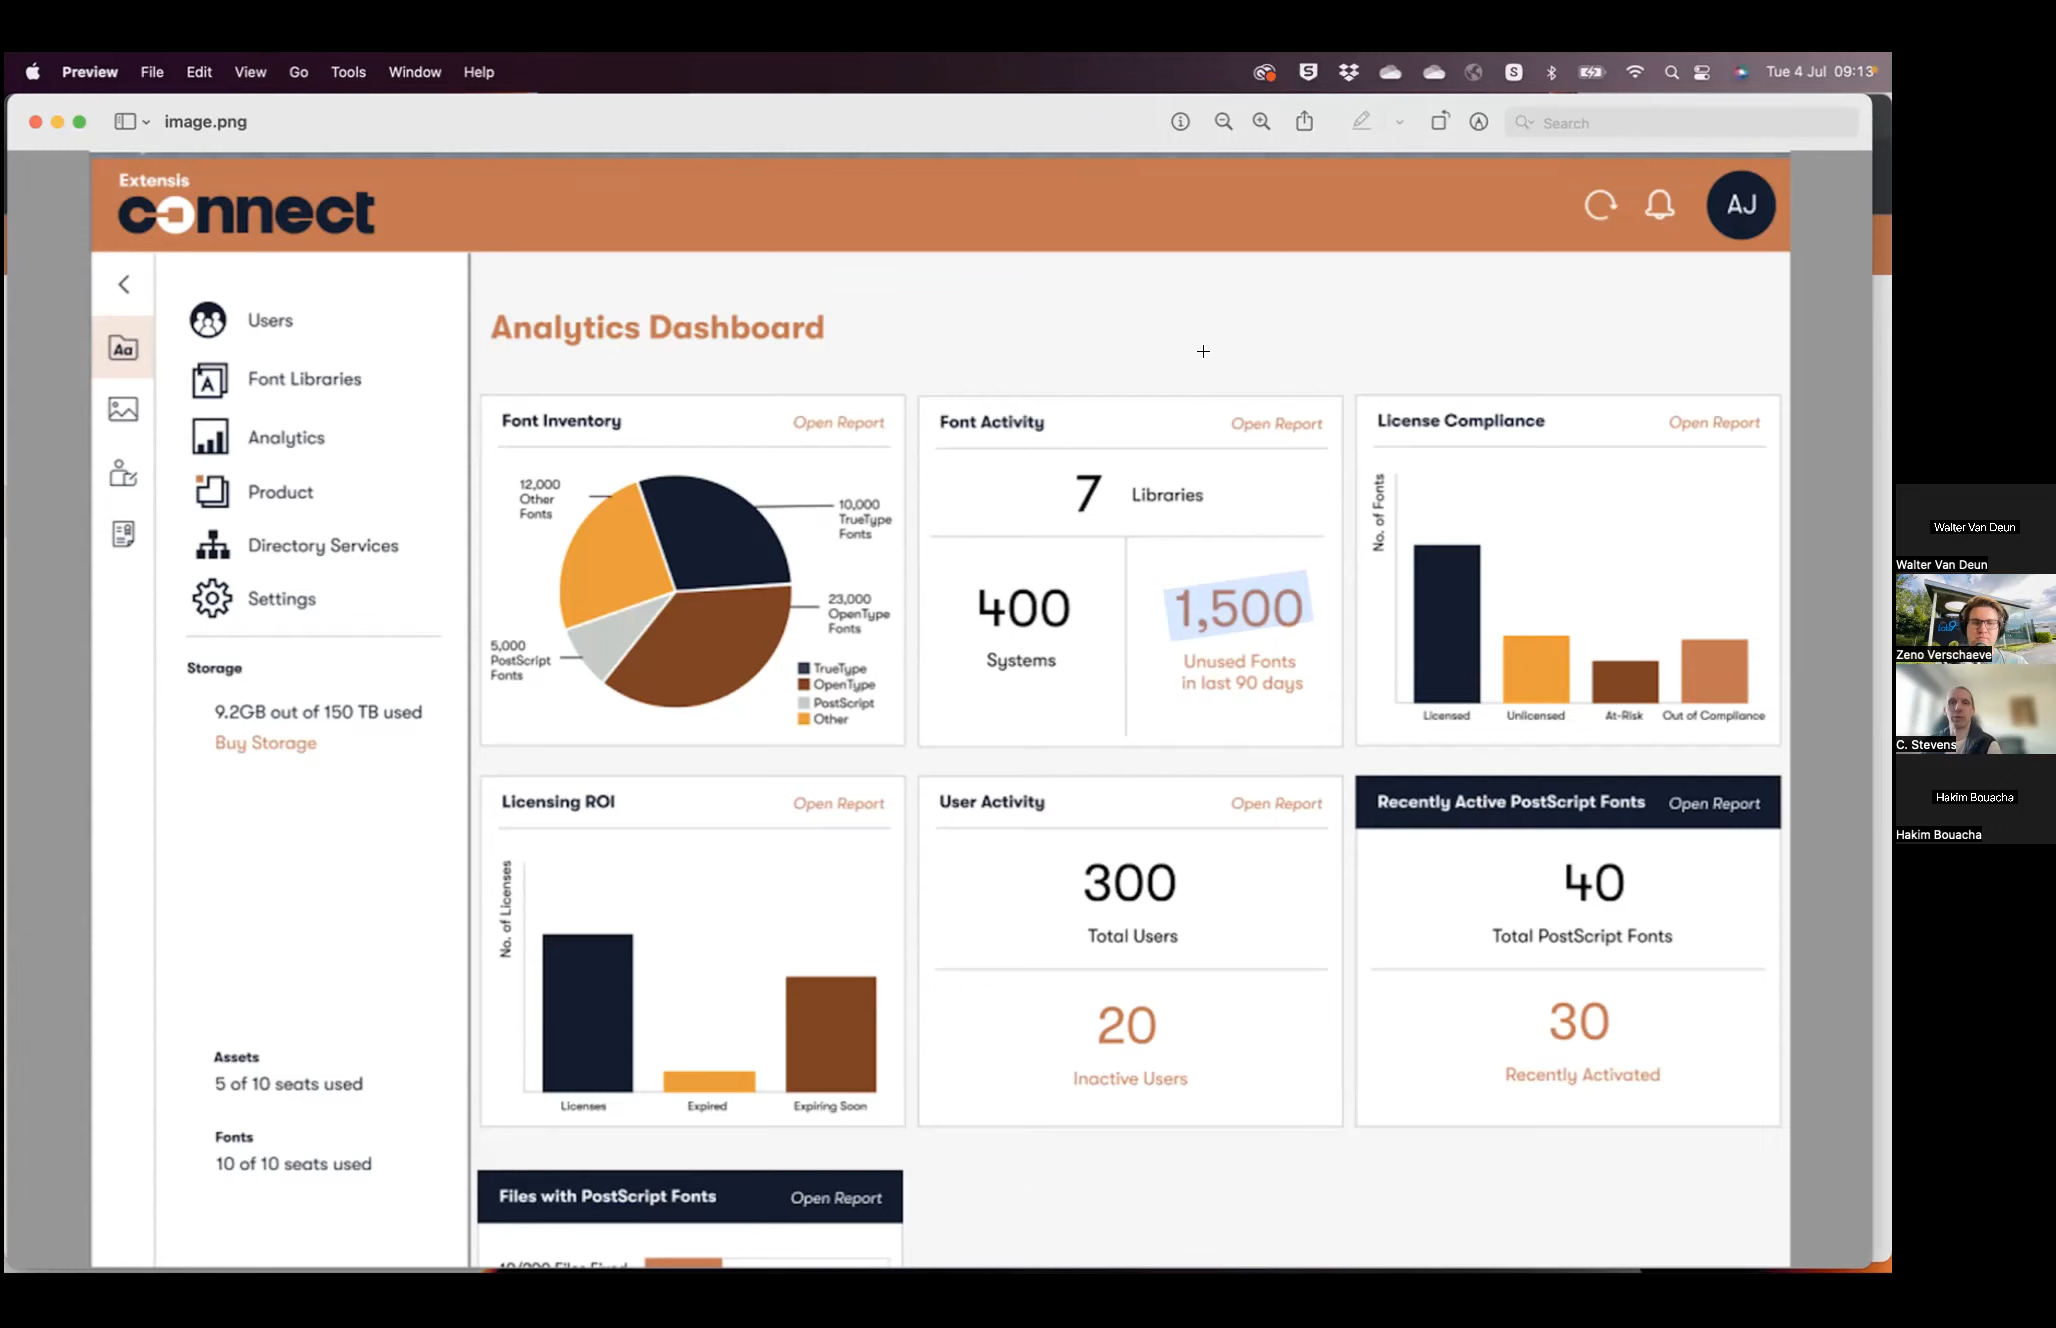 Preview File Edit View Go Tools Window Help
Tue 4 Jul 09:13
image.png
Search
Extensis
connect
AJ
Users
Font Libraries
Analytics
Product
Directory Services
Settings
Storage
9.2GB out of 150 TB used
Buy Storage
Assets
5 of 10 seats used
Fonts
10 of 10 seats used
Analytics Dashboard
Font Inventory
Open Report
12,000
Other
Fonts
10,000
TrueType
Fonts
23,000
OpenType
Fonts
5,000
PostScript
Fonts
TrueType
OpenType
PostScript
Other
Font Activity
Open Report
7 Libraries
400
Systems
1,500
Unused Fonts
in last 90 days
License Compliance
Open Report
No. of Fonts
Licensed
Unlicensed
At-Risk
Out of Compliance
Licensing ROI
Open Report
No. of Licenses
Licenses
Expired
Expiring Soon
User Activity
Open Report
300
Total Users
20
Inactive Users
Recently Active PostScript Fonts
Open Report
40
Total PostScript Fonts
30
Recently Activated
Files with PostScript Fonts
Open Report
Walter Van Deun
Walter Van Deun
Zeno Verschaeve
C. Stevens
Hakim Bouacha
Hakim Bouacha